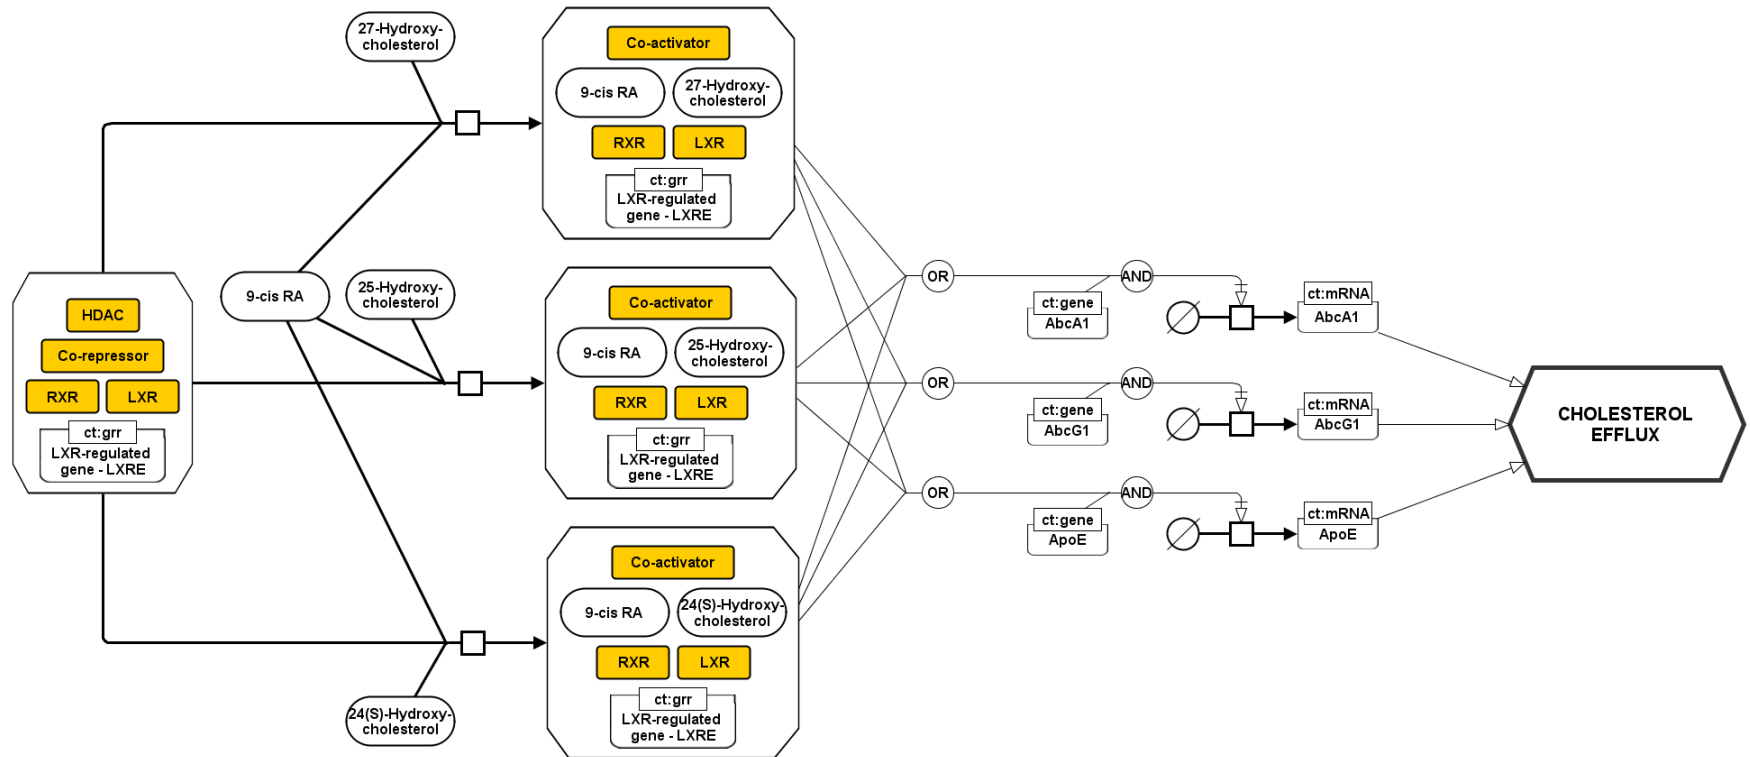 27-Hydroxy-
cholesterol
Co-activator
9-cis RA
27-Hydroxy-
cholesterol
RXR
LXR
ct:grr
LXR-regulated
gene - LXRE
HDAC
Co-repressor
RXR
LXR
ct:grr
LXR-regulated
gene - LXRE
9-cis RA
25-Hydroxy-
cholesterol
Co-activator
9-cis RA
25-Hydroxy-
cholesterol
RXR
LXR
ct:grr
LXR-regulated
gene - LXRE
24(S)-Hydroxy-
cholesterol
Co-activator
9-cis RA
24(S)-Hydroxy-
cholesterol
RXR
LXR
ct:grr
LXR-regulated
gene - LXRE
OR
ct:gene
AbcA1
AND
ct:mRNA
AbcA1
OR
ct:gene
AbcG1
AND
ct:mRNA
AbcG1
OR
ct:gene
ApoE
AND
ct:mRNA
ApoE
CHOLESTEROL
EFFLUX